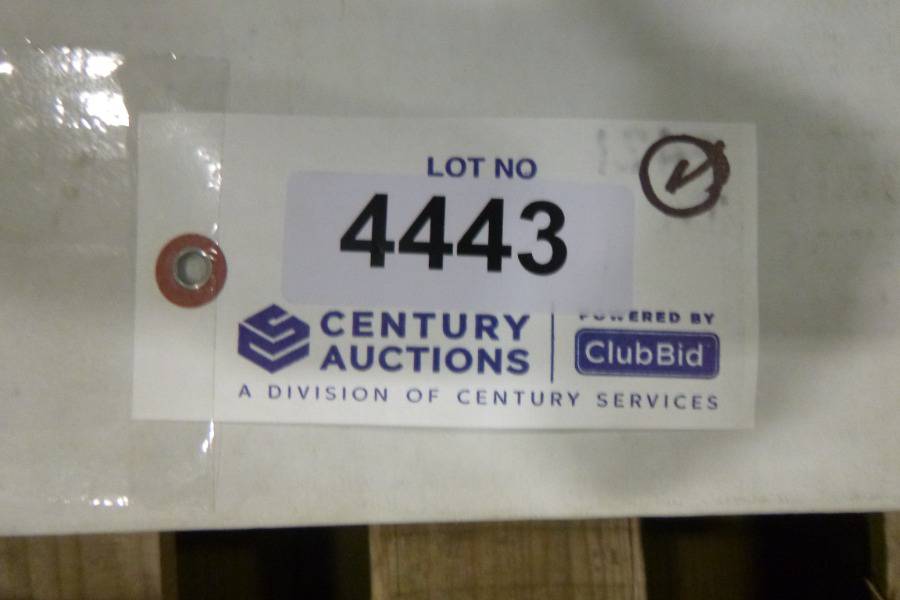 LOT NO
4443
CENTURY
AUCTIONS
POWERED BY
ClubBid
A DIVISION OF CENTURY SERVICES